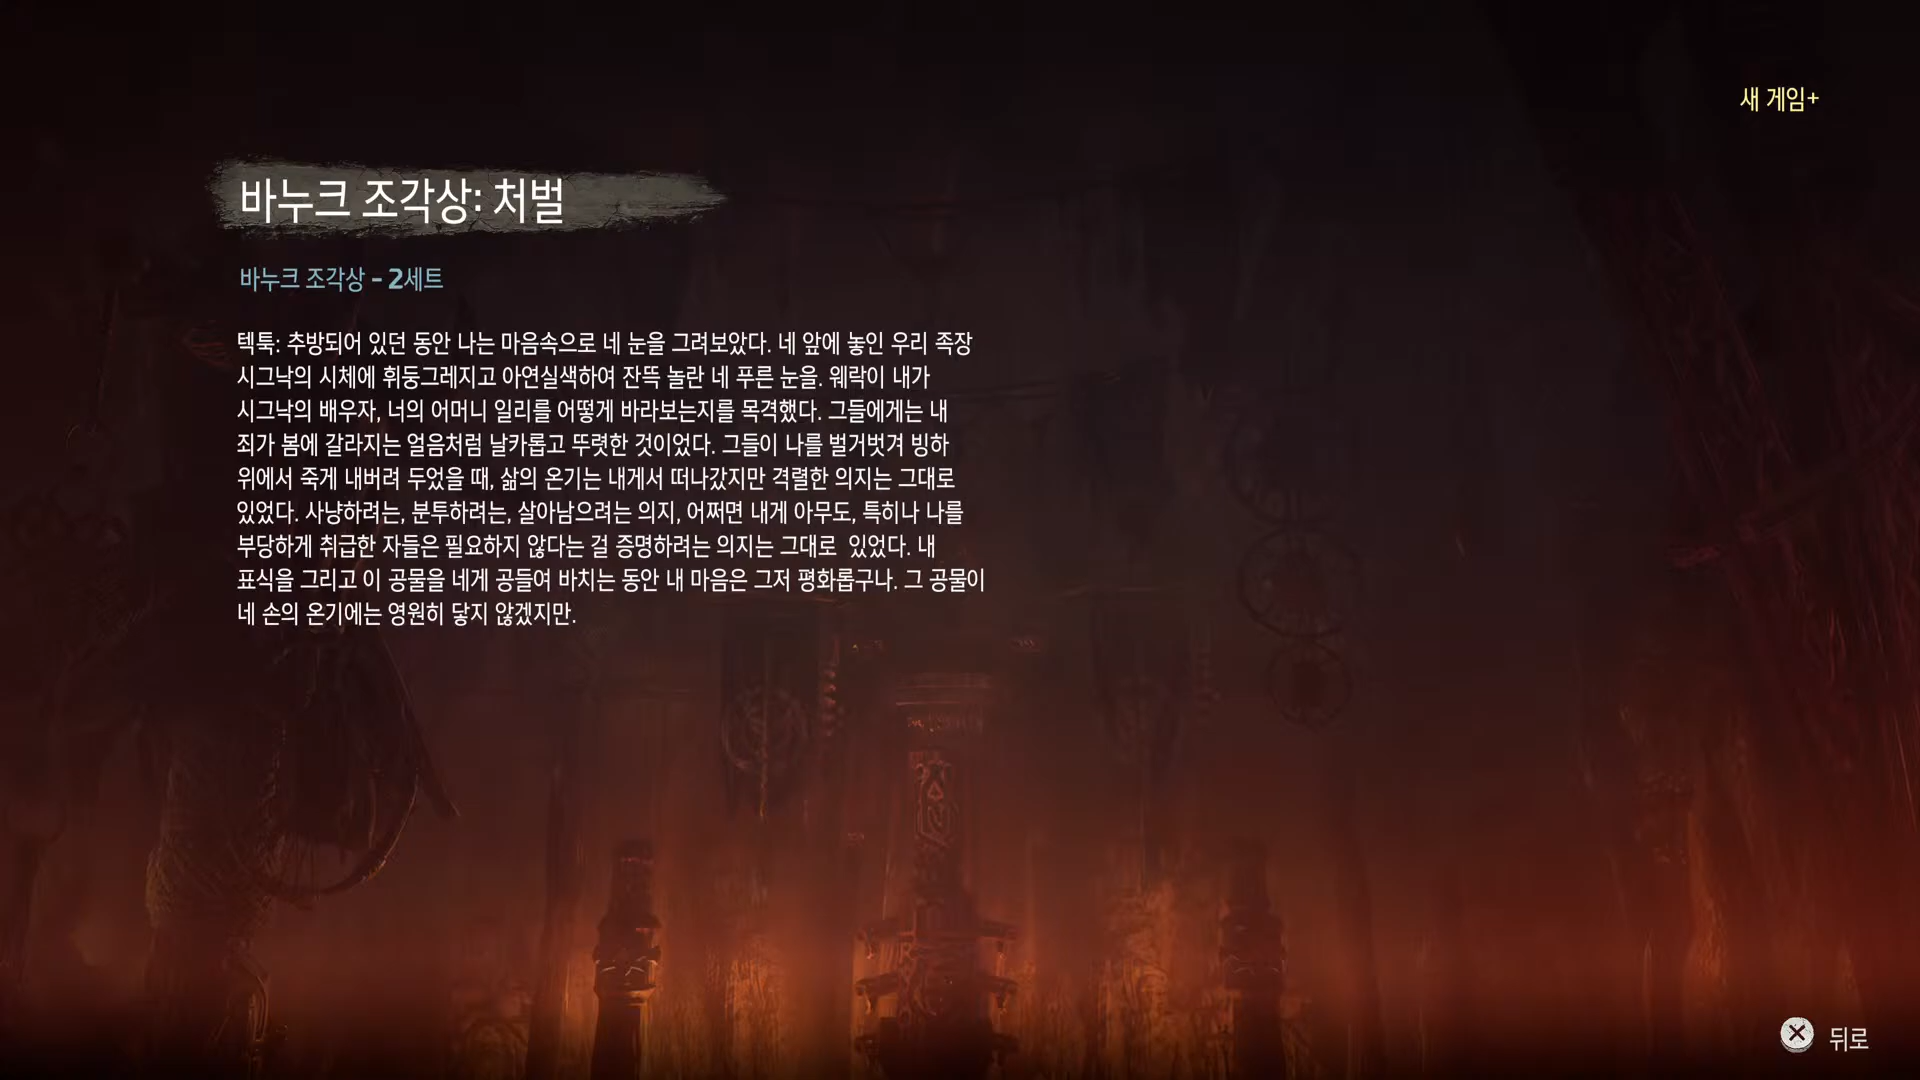 새 게임+
바누크 조각상: 처벌
바누크 조각상 - 2세트
텍툭: 추방되어 있던 동안 나는 마음속으로 네 눈을 그려보았다. 네 앞에 놓인 우리 족장
시그낙의 시체에 휘둥그레지고 아연실색하여 잔뜩 놀란 네 푸른 눈을. 웨락이 내가
시그낙의 배우자, 너의 어머니 일리를 어떻게 바라보는지를 목격했다. 그들에게는 내
죄가 봄에 갈라지는 얼음처럼 날카롭고 뚜렷한 것이었다. 그들이 나를 벌거벗겨 빙하
위에서 죽게 내버려 두었을 때, 삶의 온기는 내게서 떠나갔지만 격렬한 의지는 그대로
있었다. 사냥하려는, 분투하려는, 살아남으려는 의지, 어쩌면 내게 아무도, 특히나 나를
부당하게 취급한 자들은 필요하지 않다는 걸 증명하려는 의지는 그대로  있었다. 내
표식을 그리고 이 공물을 네게 공들여 바치는 동안 내 마음은 그저 평화롭구나. 그 공물이
네 손의 온기에는 영원히 닿지 않겠지만.
뒤로